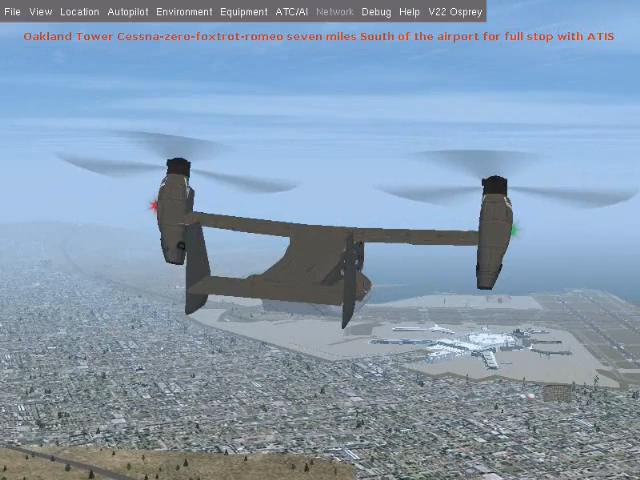 File View Location Autopilot Environment Equipment ATC/AI Network Debug Help V22 Osprey
Oakland Tower Cessna-zero-foxtrot-romeo seven miles South of the airport for full stop with ATIS